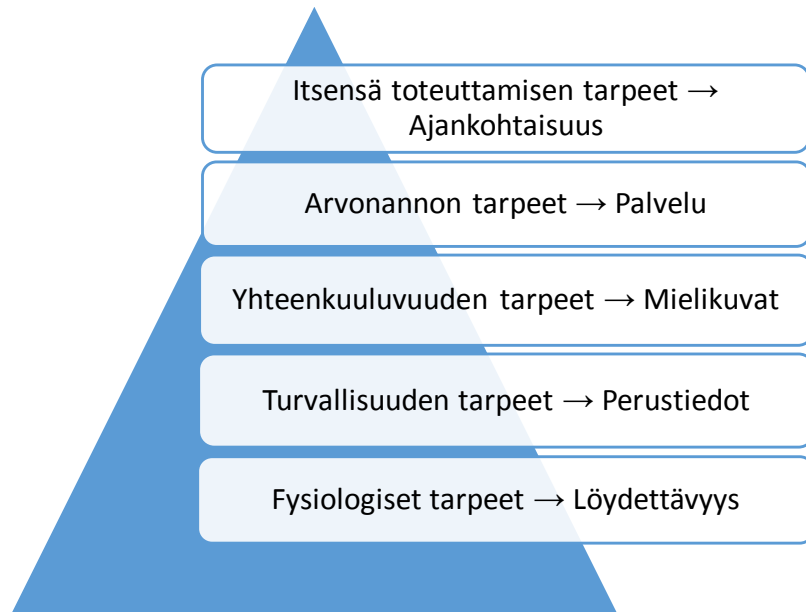 Itsensä toteuttamisen tarpeet →
Ajankohtaisuus
Arvonannon tarpeet → Palvelu
Yhteenkuuluvuuden tarpeet → Mielikuvat
Turvallisuuden tarpeet → Perustiedot
Fysiologiset tarpeet → Löydettävyys